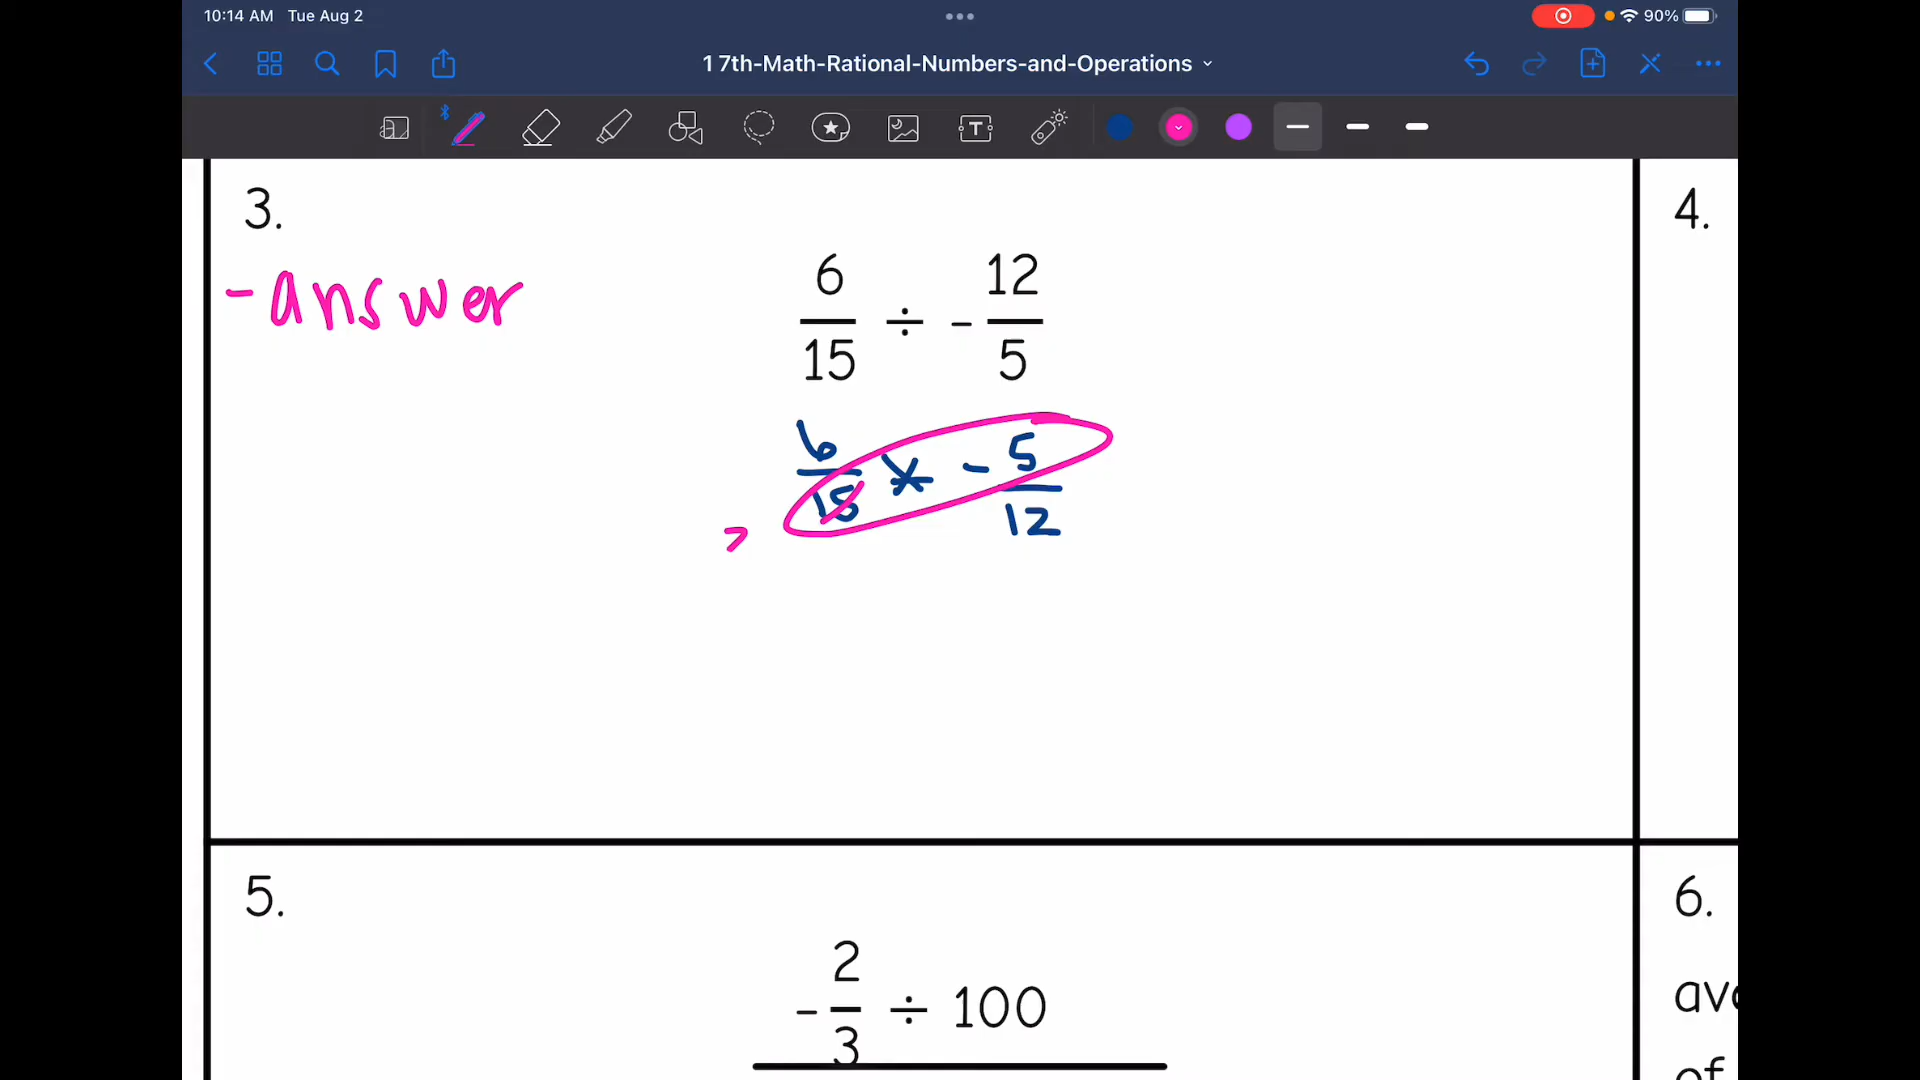 10:14 AM Tue Aug 2
90%
1 7th-Math-Rational-Numbers-and-Operations
3.
4.
-answer
6/15 ÷ - 12/5
6/15 * - 5/12
5.
6.
- 2/3 ÷ 100
of